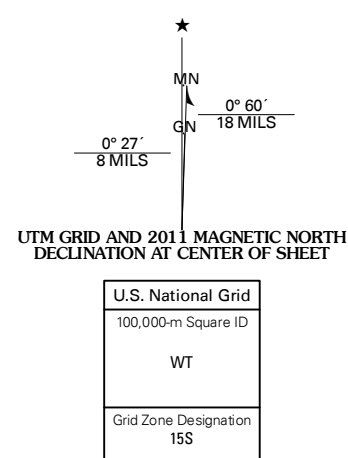 ★
MN
0° 60´
18 MILS
GN
0° 27´
8 MILS
UTM GRID AND 2011 MAGNETIC NORTH
DECLINATION AT CENTER OF SHEET
U.S. National Grid
100,000-m Square ID
WT
Grid Zone Designation
15S